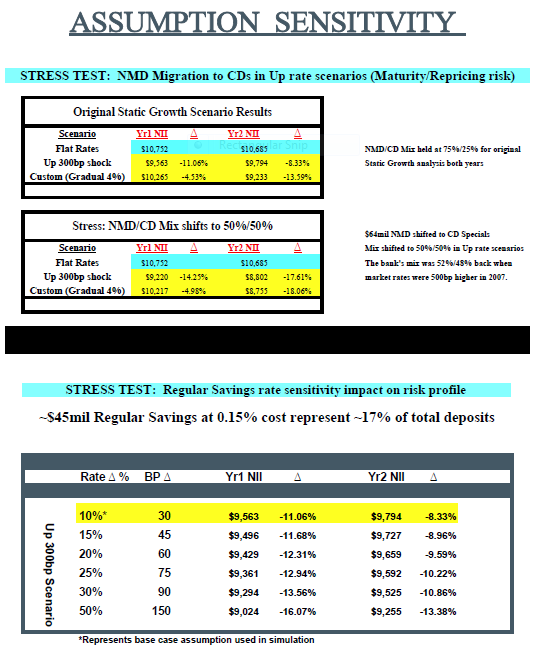 ASSUMPTION SENSITIVITY
STRESS TEST: NMD Migration to CDs in Up rate scenarios (Maturity/Repricing risk)
Original Static Growth Scenario Results
Scenario Yr1 NII Δ Yr2 NII Δ
Flat Rates $10,752 $10,685
Up 300bp shock $9,563 -11.06% $9,794 -8.33%
Custom (Gradual 4%) $10,265 -4.53% $9,233 -13.59%
NMD/CD Mix held at 75%/25% for original
Static Growth analysis both years
Stress: NMD/CD Mix shifts to 50%/50%
Scenario Yr1 NII Δ Yr2 NII Δ
Flat Rates $10,752 $10,685
Up 300bp shock $9,220 -14.25% $8,802 -17.61%
Custom (Gradual 4%) $10,217 -4.98% $8,755 -18.06%
$64mil NMD shifted to CD Specials
Mix shifted to 50%/50% in Up rate scenarios
The bank's mix was 52%/48% back when
market rates were 500bp higher in 2007.
STRESS TEST: Regular Savings rate sensitivity impact on risk profile
~$45mil Regular Savings at 0.15% cost represent ~17% of total deposits
Rate Δ % BP Δ Yr1 NII Δ Yr2 NII Δ
Up 300bp Scenario
10%* 30 $9,563 -11.06% $9,794 -8.33%
15% 45 $9,496 -11.68% $9,727 -8.96%
20% 60 $9,429 -12.31% $9,659 -9.59%
25% 75 $9,361 -12.94% $9,592 -10.22%
30% 90 $9,294 -13.56% $9,525 -10.86%
50% 150 $9,024 -16.07% $9,255 -13.38%
*Represents base case assumption used in simulation